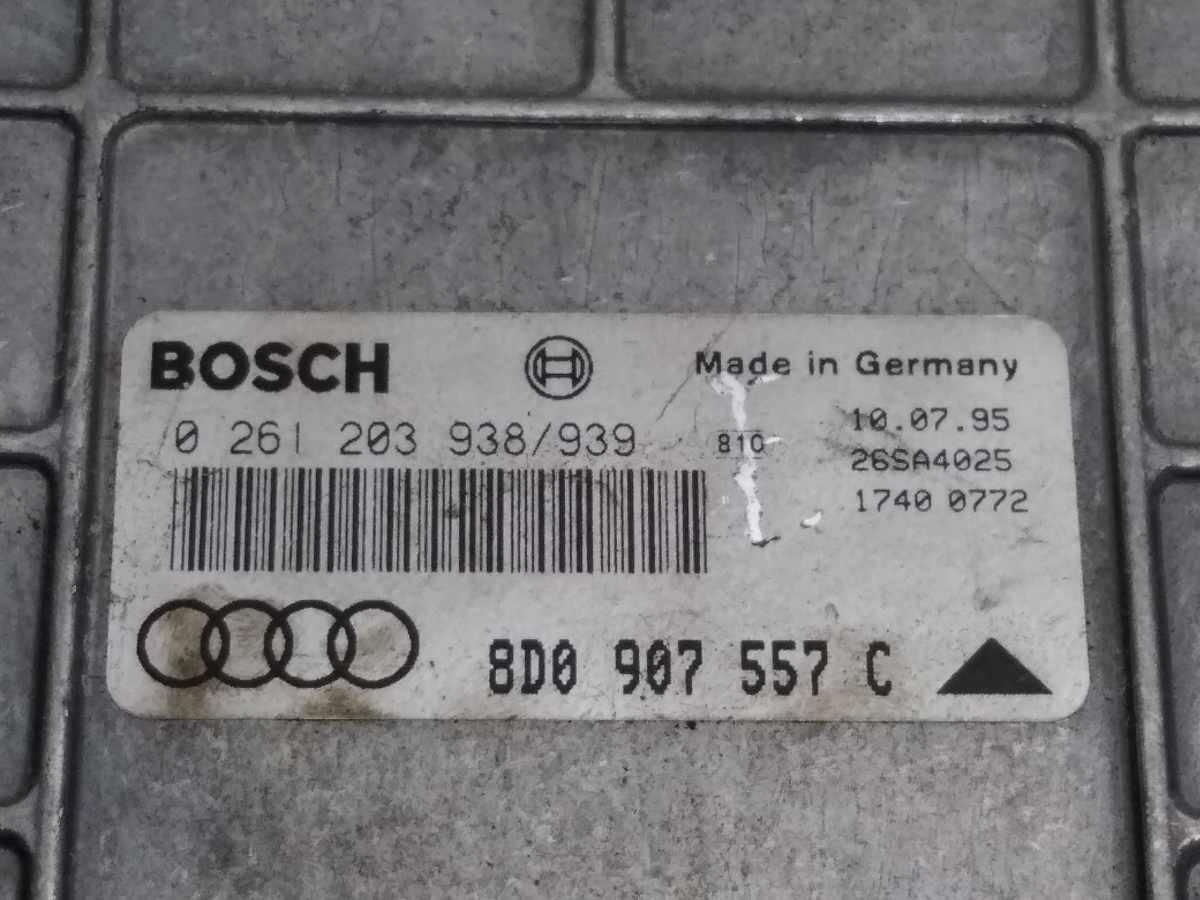 BOSCH
Made in Germany
0 261 203 938/939
810
10.07.95
26SA4025
1740 0772
8D0 907 557 C